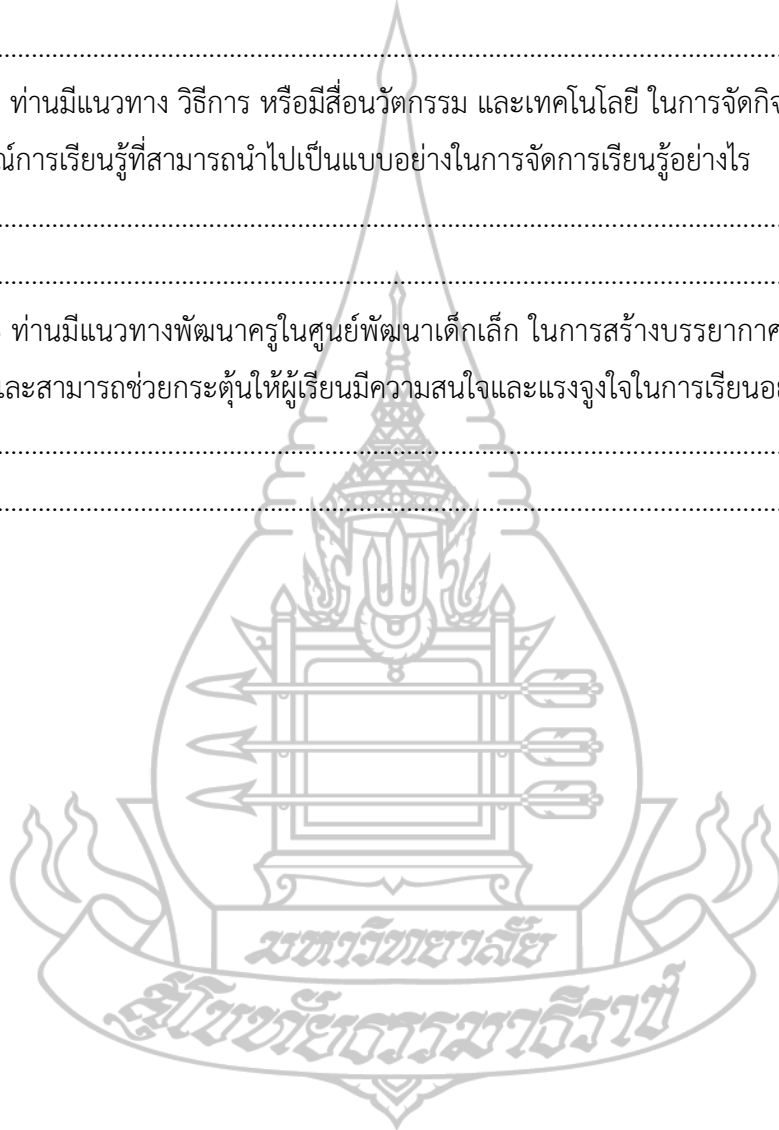 ................................................................................
ท่านมีแนวทาง วิธีการ หรือมีสื่อนวัตกรรม และเทคโนโลยี ในการจัดกิจ
การเรียนรู้ที่สามารถนำไปเป็นแบบอย่างในการจัดการเรียนรู้อย่างไร
................................................................................
................................................................................
ท่านมีแนวทางพัฒนาครูในศูนย์พัฒนาเด็กเล็ก ในการสร้างบรรยากาศ
และสามารถช่วยกระตุ้นให้ผู้เรียนมีความสนใจและแรงจูงใจในการเรียนอย
................................................................................
................................................................................
มหาวิทยาลัย
สุโขทัยธรรมาธิราช